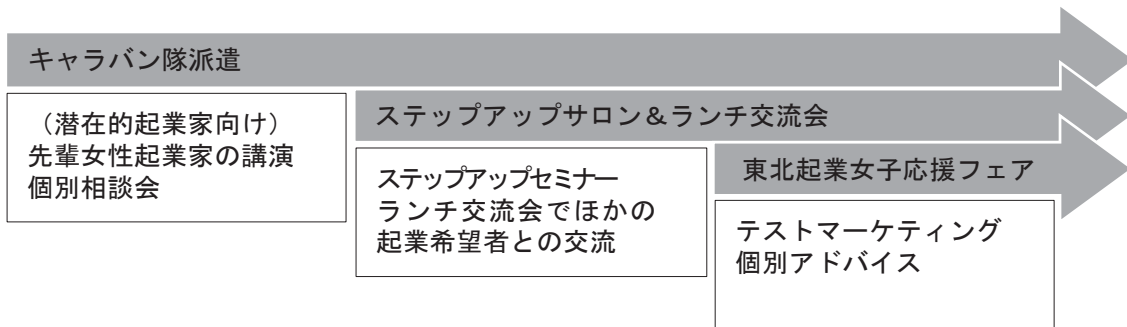 キャラバン隊派遣
（潜在的起業家向け）
先輩女性起業家の講演
個別相談会
ステップアップサロン＆ランチ交流会
ステップアップセミナー
ランチ交流会でほかの
起業希望者との交流
東北起業女子応援フェア
テストマーケティング
個別アドバイス